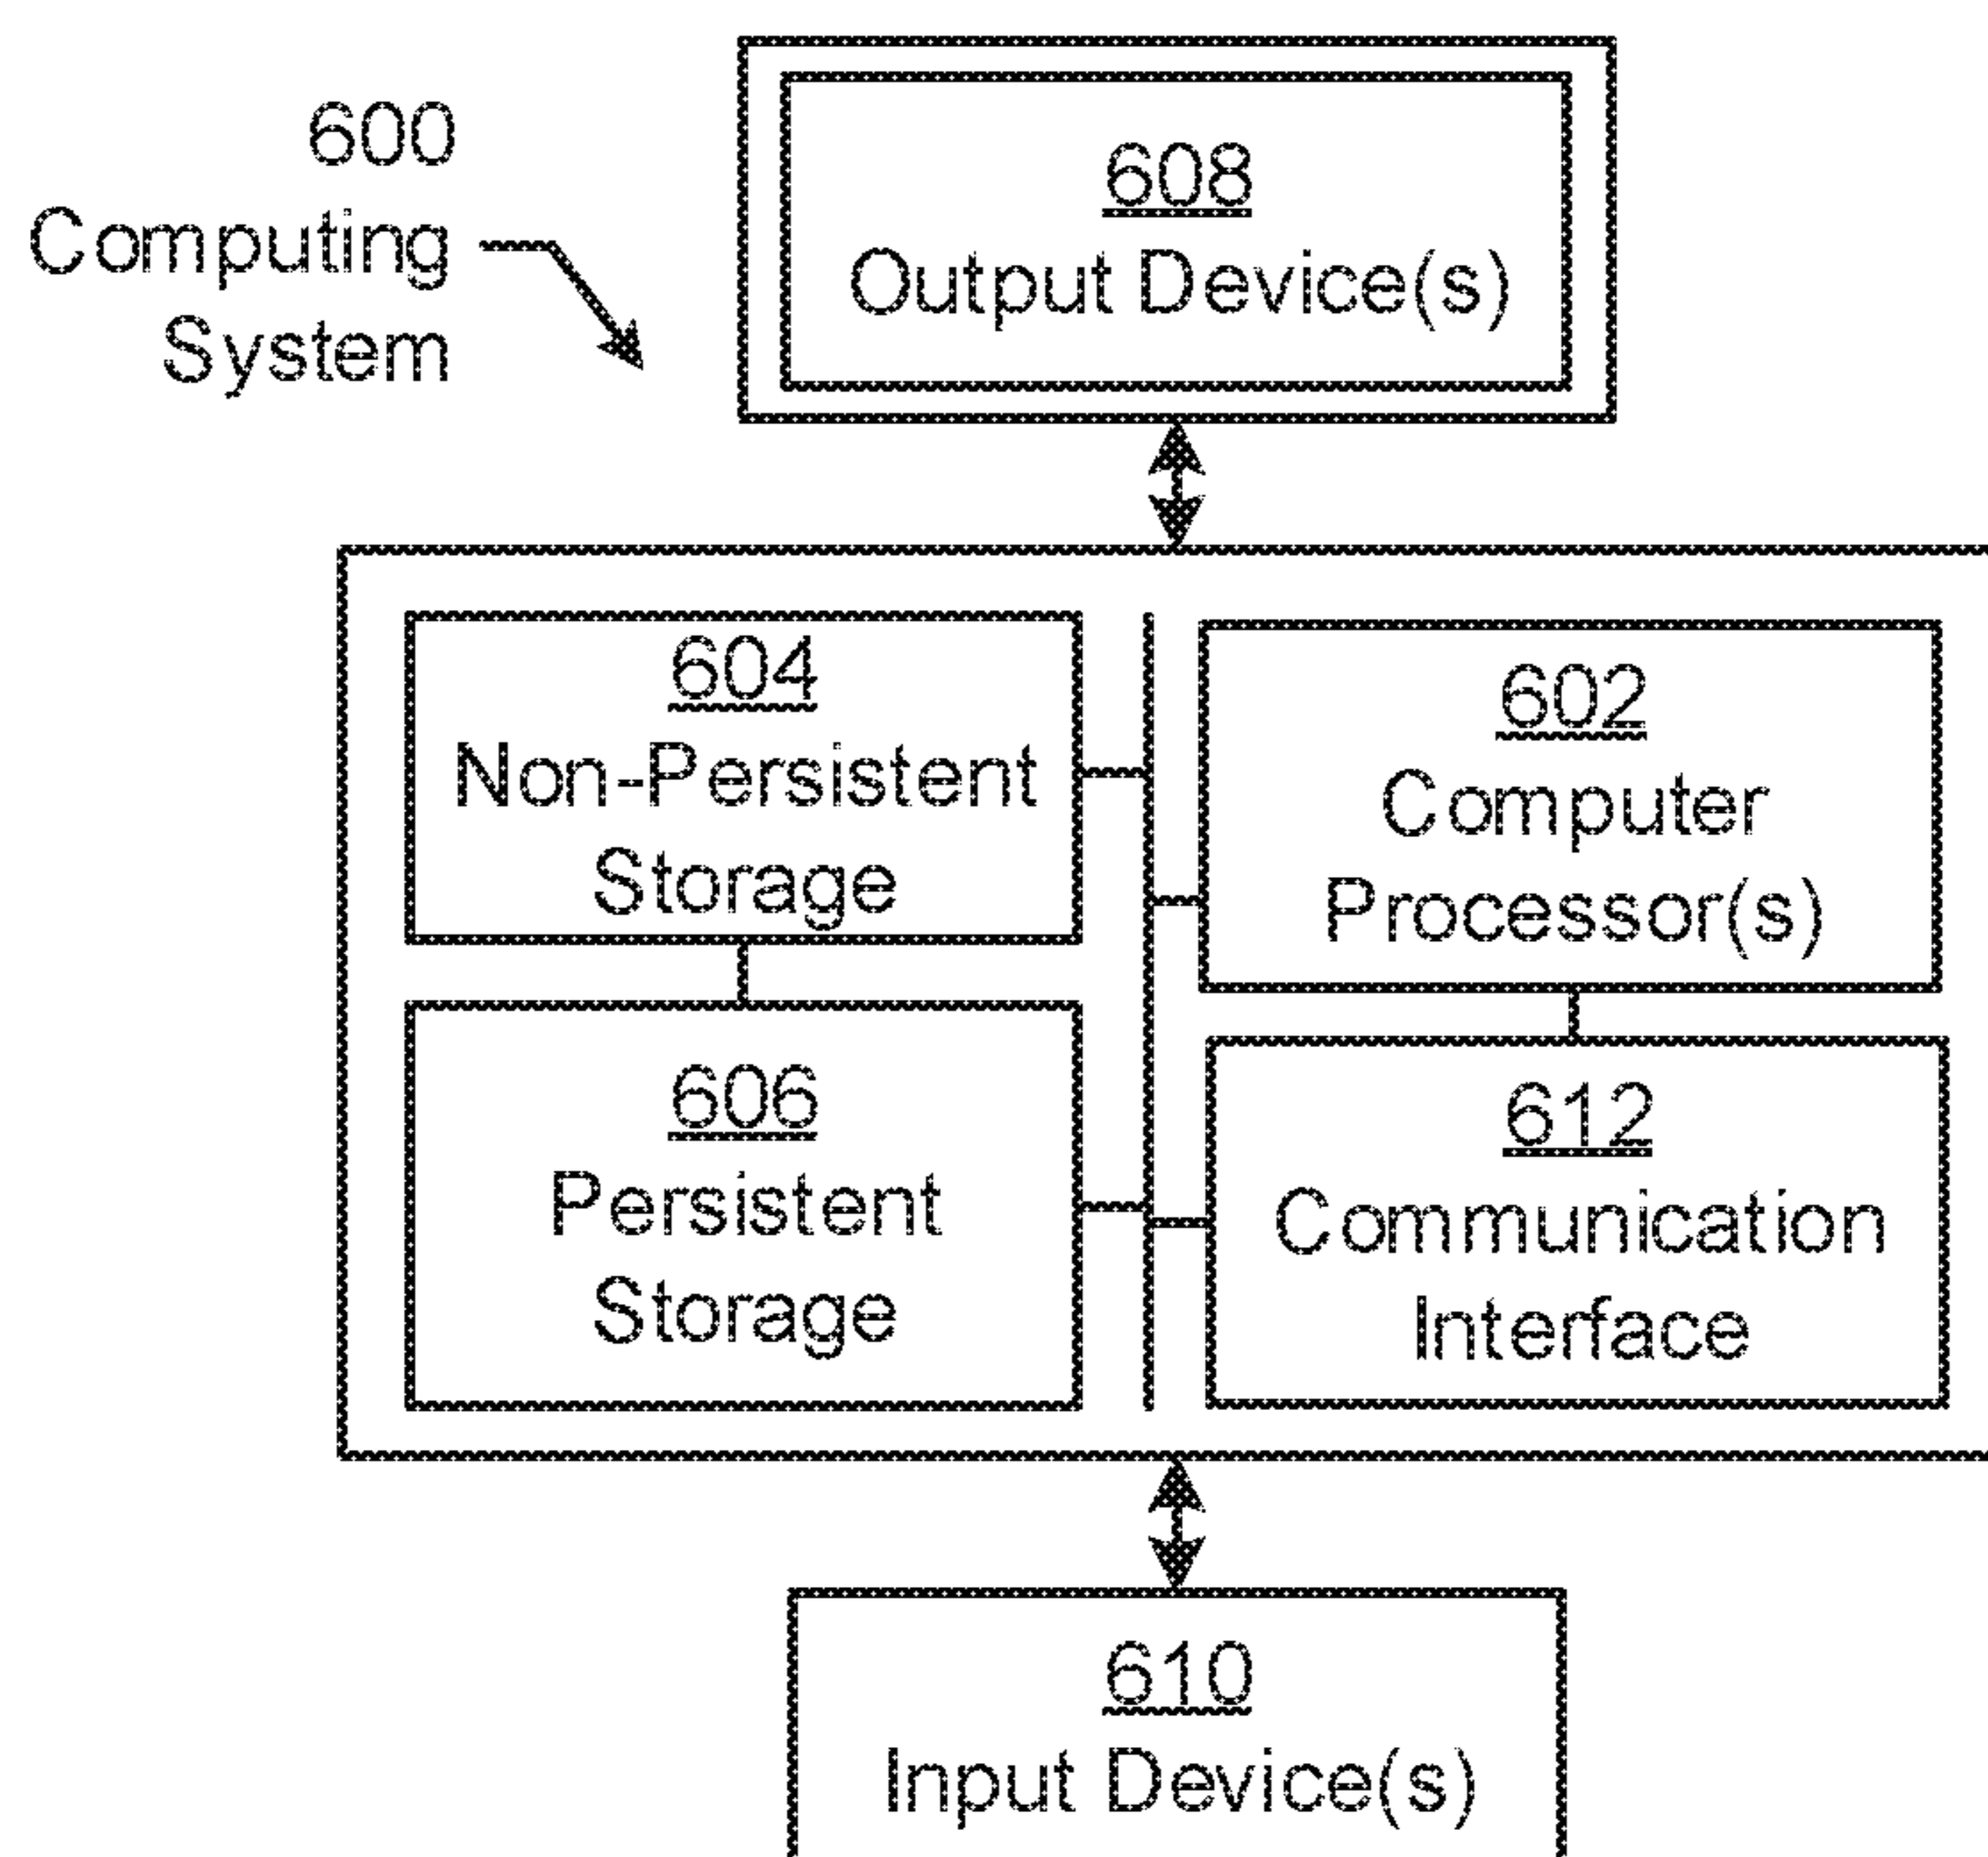 600
Computing
System
608
Output Device(s)
604
Non-Persistent
Storage
602
Computer
Processor(s)
606
Persistent
Storage
612
Communication
Interface
610
Input Device(s)